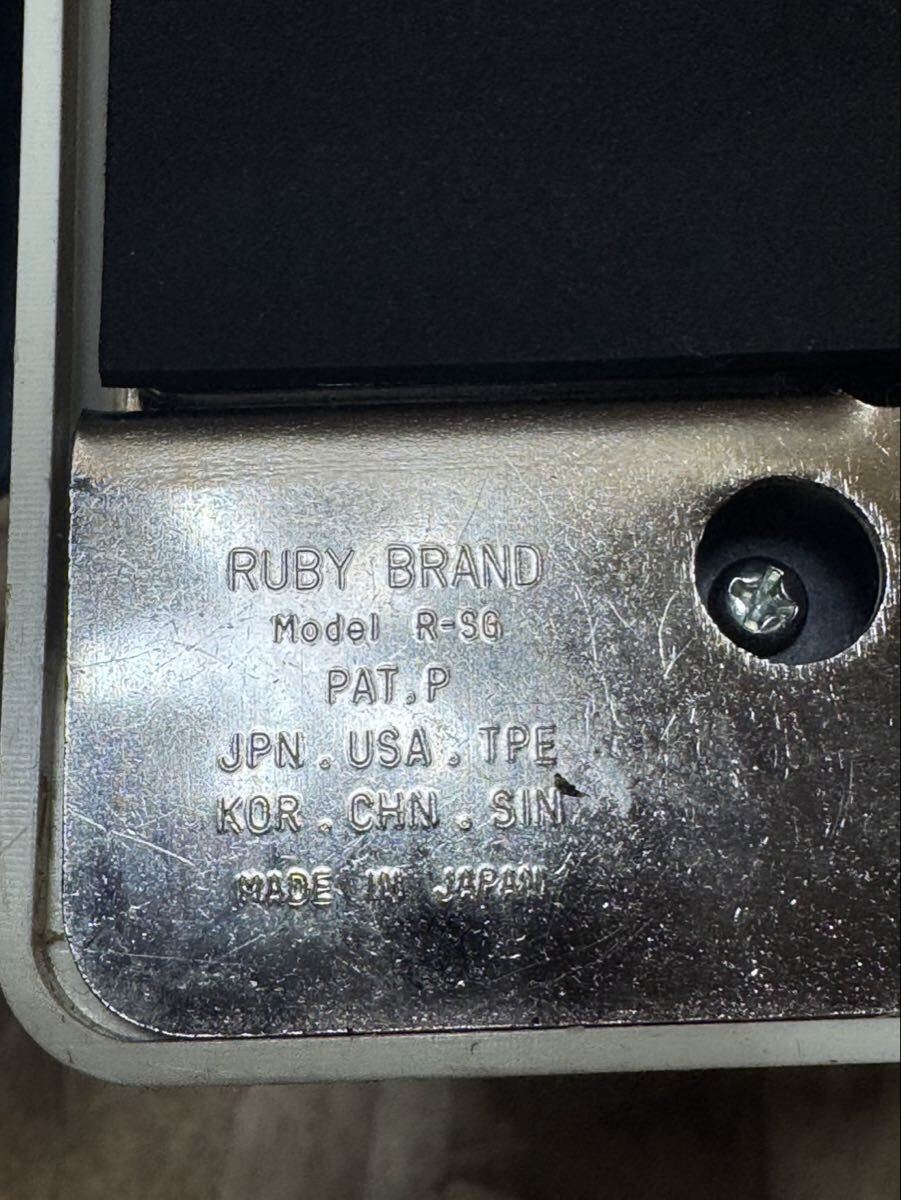 RUBY BRAND
Model R-SG
PAT.P
JPN.USA.TPE
KOR.CHN.SIN
MADE IN JAPAN